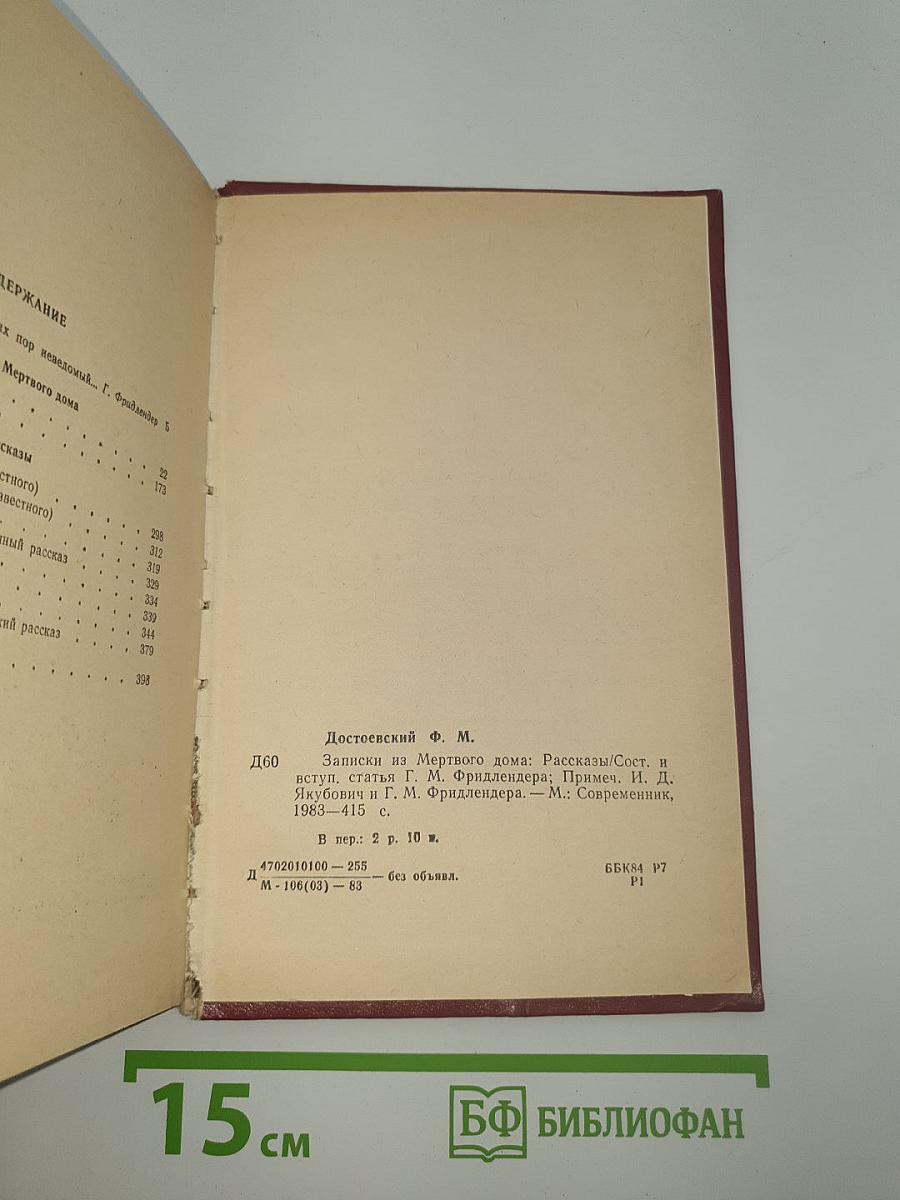 ДЕРЖАНИЕ
х пор неведомый... Г. Фридлендер 5
Мертвого дома
22
173
сказы
стного)
звестного)
298
312
ный рассказ
319
329
334
339
344
кий рассказ
379
398
Достоевский Ф. М.
Д60 Записки из Мертвого дома: Рассказы/Сост. и
вступ. статья Г. М. Фридлендера; Примеч. И. Д.
Якубович и Г. М. Фридлендера. — М.: Современник,
1983—415 с.
В пер.: 2 р. 10 к.
Д 4702010100 — 255
М - 106(03) — 83 — без объявл.
ББК84 Р7
Р1
15 см
БФ БИБЛИОФАН